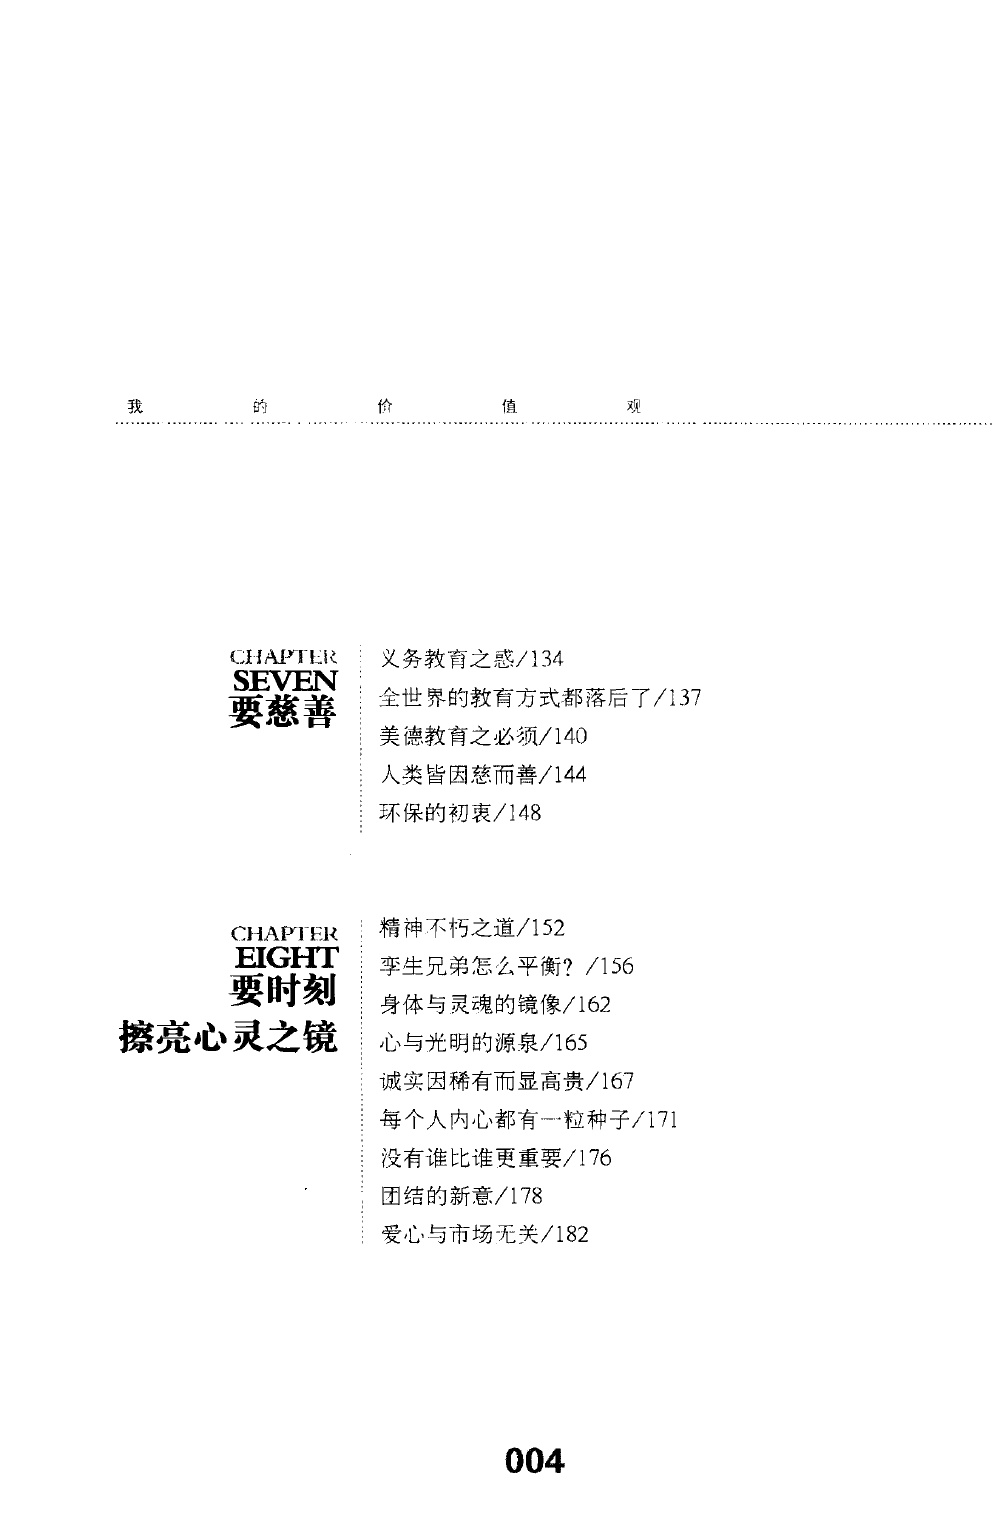 我的价值观
CHAPTER
SEVEN
要慈善
义务教育之惑/134
全世界的教育方式都落后了/137
美德教育之必须/140
人类皆因慈而善/144
环保的初衷/148
CHAPTER
EIGHT
要时刻
擦亮心灵之镜
精神不朽之道/152
孪生兄弟怎么平衡？/156
身体与灵魂的镜像/162
心与光明的源泉/165
诚实因稀有而显高贵/167
每个人内心都有一粒种子/171
没有谁比谁更重要/176
团结的新意/178
爱心与市场无关/182
004